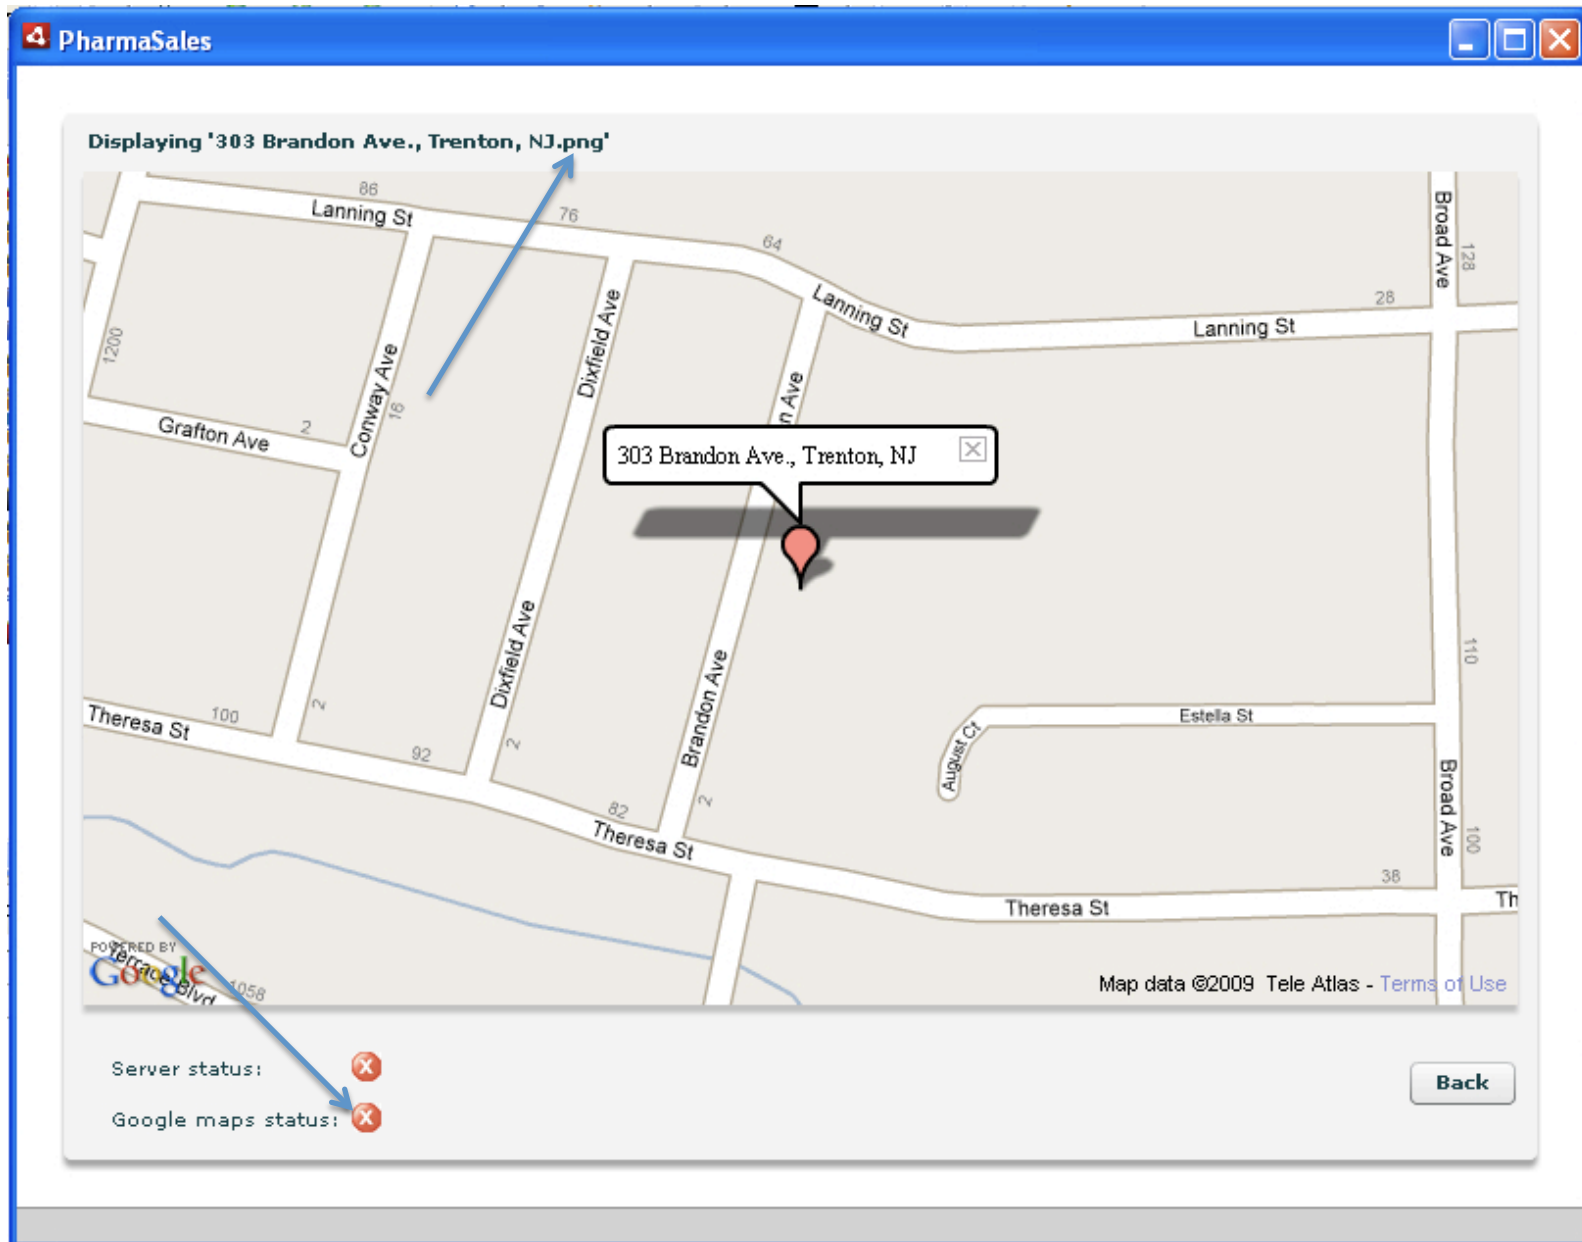 PharmaSales
Displaying '303 Brandon Ave., Trenton, NJ.png'
86
Lanning St
76
64
Lanning St
28
Lanning St
Broad Ave
128
1200
Conway Ave
16
Dixfield Ave
n Ave
Grafton Ave
2
303 Brandon Ave., Trenton, NJ
Dixfield Ave
Brandon Ave
110
Theresa St
100
2
92
2
2
82
Theresa St
August Ct
Estella St
Broad Ave
100
38
Theresa St
Th
POWERED BY
Google
Terrace Blvd
1058
Map data ©2009 Tele Atlas - Terms of Use
Server status:
Google maps status:
Back